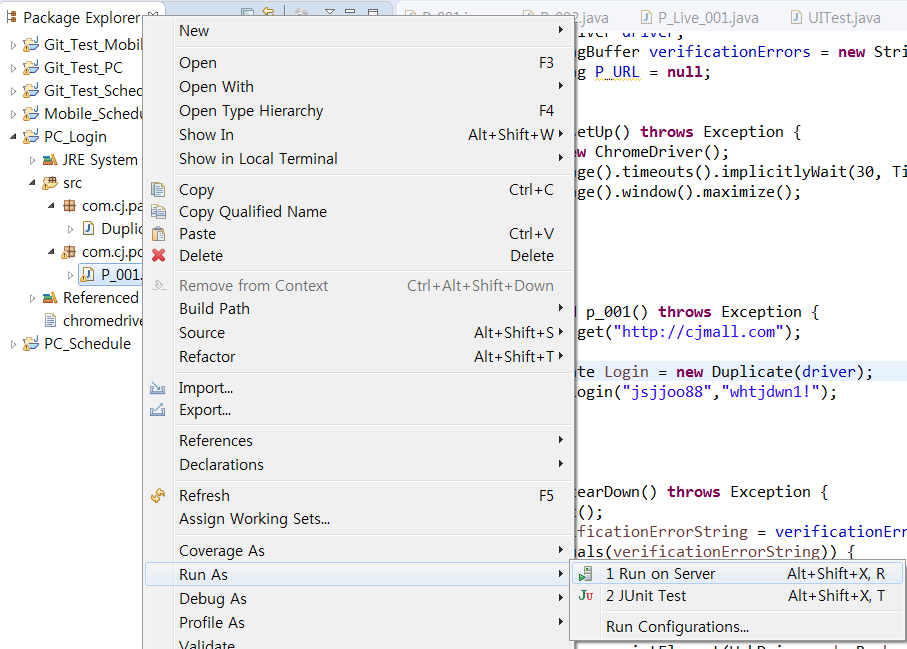 Package Explorer
P_Live_001.java
UITest.java
Git_Test_Mobil
Git_Test_PC
Git_Test_Sched
Mobile_Schedu
PC_Login
JRE System
src
com.cj.pa
Duplic
com.cj.pc
P_001.
Referenced
chromedrive
PC_Schedule
New
Open F3
Open With
Open Type Hierarchy F4
Show In Alt+Shift+W
Show in Local Terminal
Copy Ctrl+C
Copy Qualified Name
Paste Ctrl+V
Delete Delete
Remove from Context Ctrl+Alt+Shift+Down
Build Path
Source Alt+Shift+S
Refactor Alt+Shift+T
Import...
Export...
References
Declarations
Refresh F5
Assign Working Sets...
Coverage As
Run As
Debug As
Profile As
Validate
1 Run on Server Alt+Shift+X, R
2 JUnit Test Alt+Shift+X, T
Run Configurations...
river driver;
gBuffer verificationErrors = new Stri
g P_URL = null;
etUp() throws Exception {
w ChromeDriver();
ge().timeouts().implicitlyWait(30, Ti
ge().window().maximize();
p_001() throws Exception {
get("http://cjmall.com");
te Login = new Duplicate(driver);
ogin("jsjjoo88","whtjdwn1!");
earDown() throws Exception {
();
ficationErrorString = verificationErr
als(verificationErrorString)) {